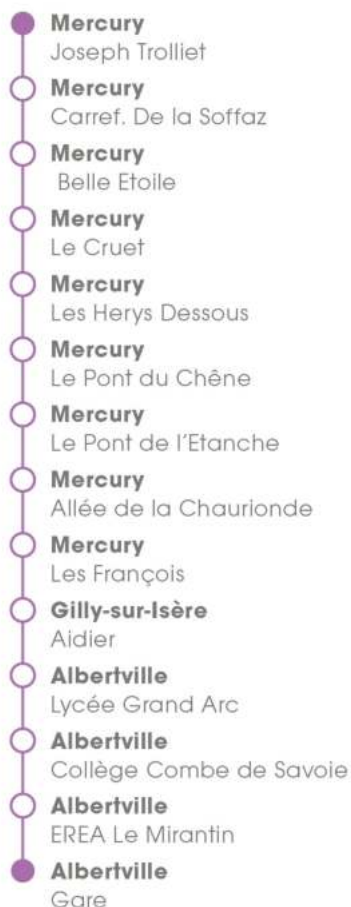 Mercury
Joseph Trolliet
Mercury
Carref. De la Soffaz
Mercury
Belle Etoile
Mercury
Le Cruet
Mercury
Les Herys Dessous
Mercury
Le Pont du Chêne
Mercury
Le Pont de l'Etanche
Mercury
Allée de la Chaurionde
Mercury
Les François
Gilly-sur-Isère
Aidier
Albertville
Lycée Grand Arc
Albertville
Collège Combe de Savoie
Albertville
EREA Le Mirantin
Albertville
Gare